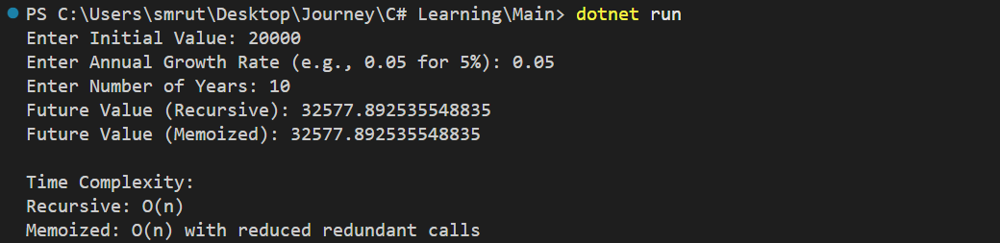 PS C:\Users\smrut\Desktop\Journey\C# Learning\Main> dotnet run
Enter Initial Value: 20000
Enter Annual Growth Rate (e.g., 0.05 for 5%): 0.05
Enter Number of Years: 10
Future Value (Recursive): 32577.892535548835
Future Value (Memoized): 32577.892535548835
Time Complexity:
Recursive: O(n)
Memoized: O(n) with reduced redundant calls